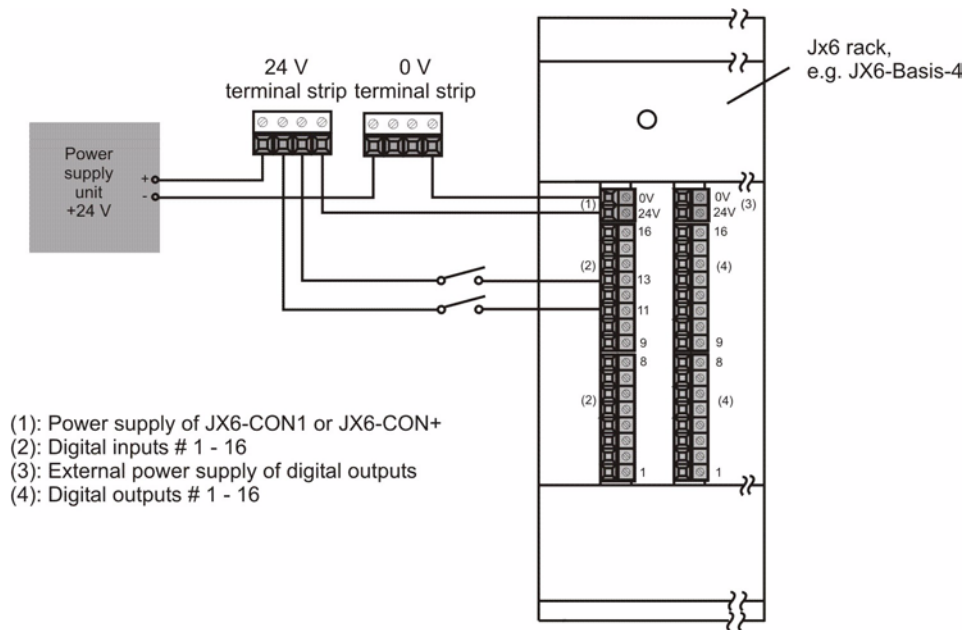 Jx6 rack,
e.g. JX6-Basis-4
24 V
terminal strip
0 V
terminal strip
Power
supply
unit
+24 V
+
-
(1)
0V
24V
16
(2)
13
11
9
8
(2)
1
0V
24V
(3)
16
(4)
9
8
(4)
1
(1): Power supply of JX6-CON1 or JX6-CON+
(2): Digital inputs # 1 - 16
(3): External power supply of digital outputs
(4): Digital outputs # 1 - 16